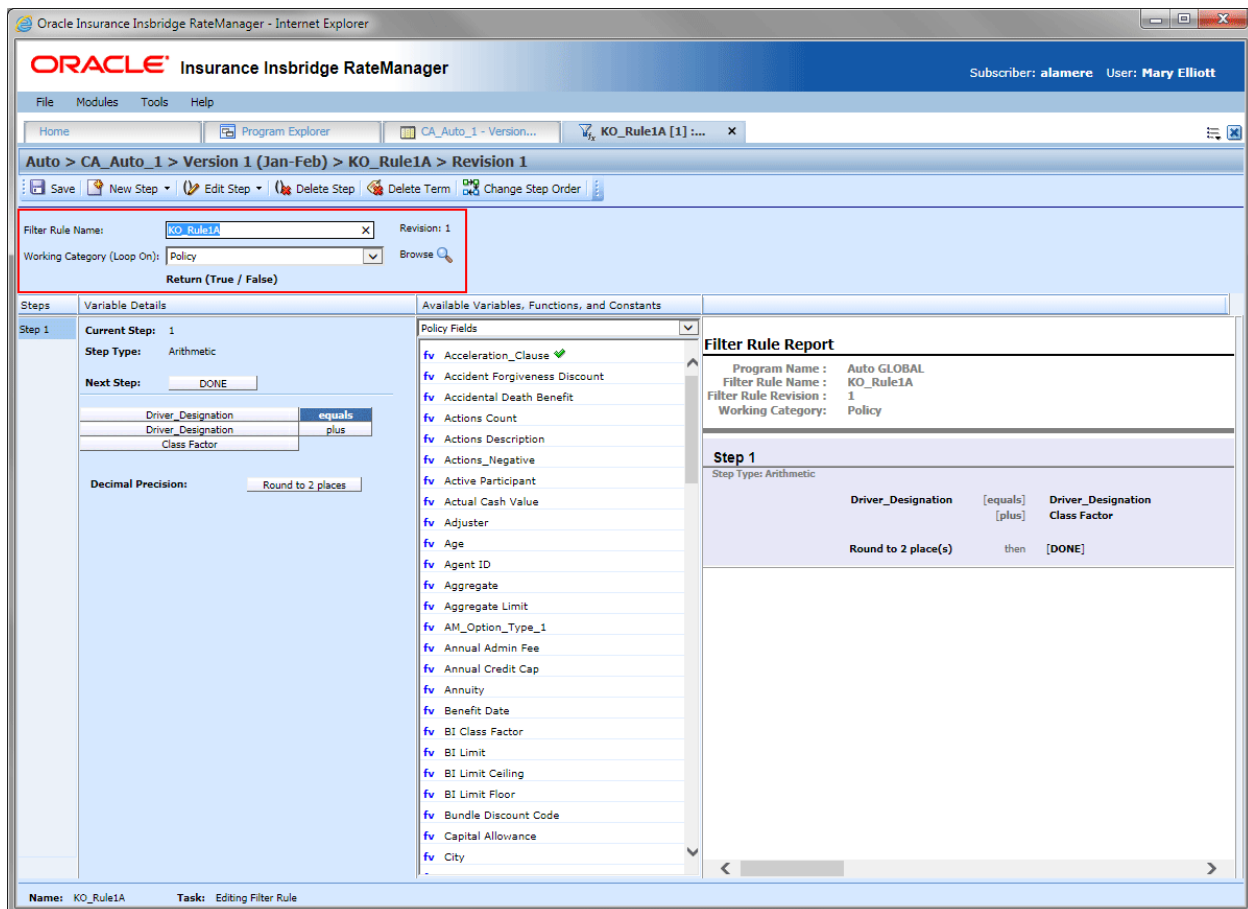 Oracle Insurance Insbridge RateManager - Internet Explorer
ORACLE® Insurance Insbridge RateManager
Subscriber: alamere User: Mary Elliott
File Modules Tools Help
Home Program Explorer CA_Auto_1 - Version... KO_Rule1A [1] :... x
Auto > CA_Auto_1 > Version 1 (Jan-Feb) > KO_Rule1A > Revision 1
Save New Step Edit Step Delete Step Delete Term Change Step Order
Filter Rule Name: KO_Rule1A x Revision: 1
Working Category (Loop On): Policy Browse
Return (True / False)
Steps Variable Details Available Variables, Functions, and Constants
Step 1
Current Step: 1
Step Type: Arithmetic
Next Step: DONE
Driver_Designation equals
Driver_Designation plus
Class Factor
Decimal Precision: Round to 2 places
Policy Fields
fv Acceleration_Clause
fv Accident Forgiveness Discount
fv Accidental Death Benefit
fv Actions Count
fv Actions Description
fv Actions_Negative
fv Active Participant
fv Actual Cash Value
fv Adjuster
fv Age
fv Agent ID
fv Aggregate
fv Aggregate Limit
fv AM_Option_Type_1
fv Annual Admin Fee
fv Annual Credit Cap
fv Annuity
fv Benefit Date
fv BI Class Factor
fv BI Limit
fv BI Limit Ceiling
fv BI Limit Floor
fv Bundle Discount Code
fv Capital Allowance
fv City
Filter Rule Report
Program Name : Auto GLOBAL
Filter Rule Name : KO_Rule1A
Filter Rule Revision : 1
Working Category: Policy
Step 1
Step Type: Arithmetic
Driver_Designation [equals] Driver_Designation
[plus] Class Factor
Round to 2 place(s) then [DONE]
Name: KO_Rule1A Task: Editing Filter Rule